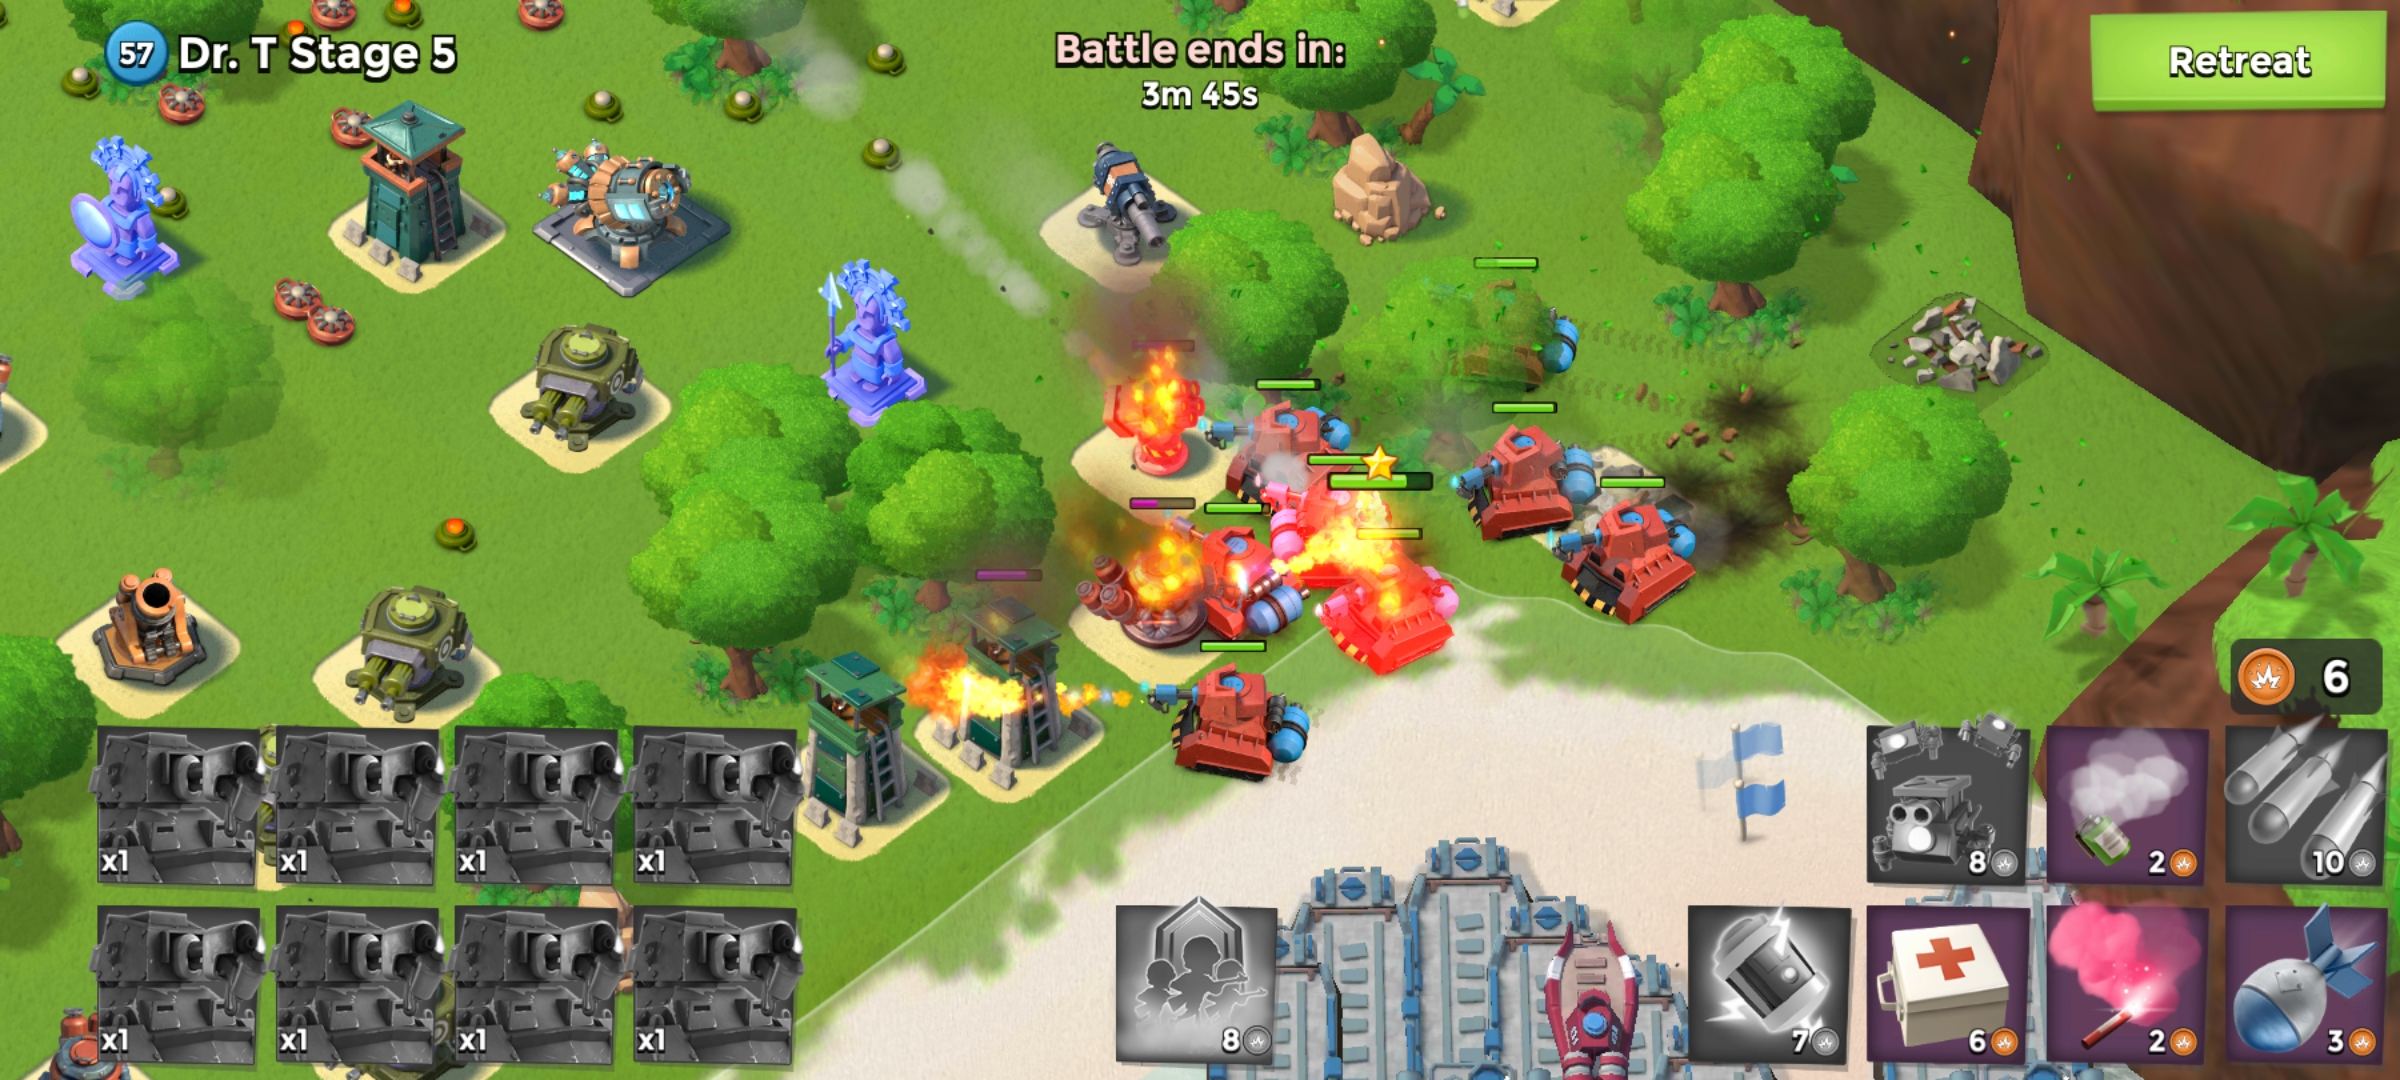 57 Dr. T Stage 5
Battle ends in:
3m 45s
Retreat
6
x1 x1 x1 x1
8 2 10
x1 x1 x1 x1
8 7 6 2 3